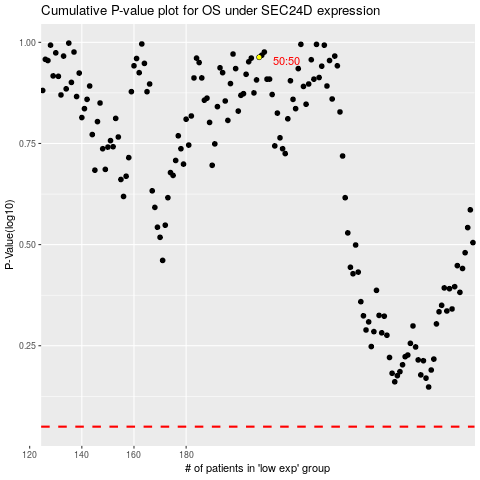 Cumulative P-value plot for OS under SEC24D expression
P-Value(log10)
1.00
0.75
0.50
0.25
50:50
120 140 160 180
# of patients in 'low exp' group